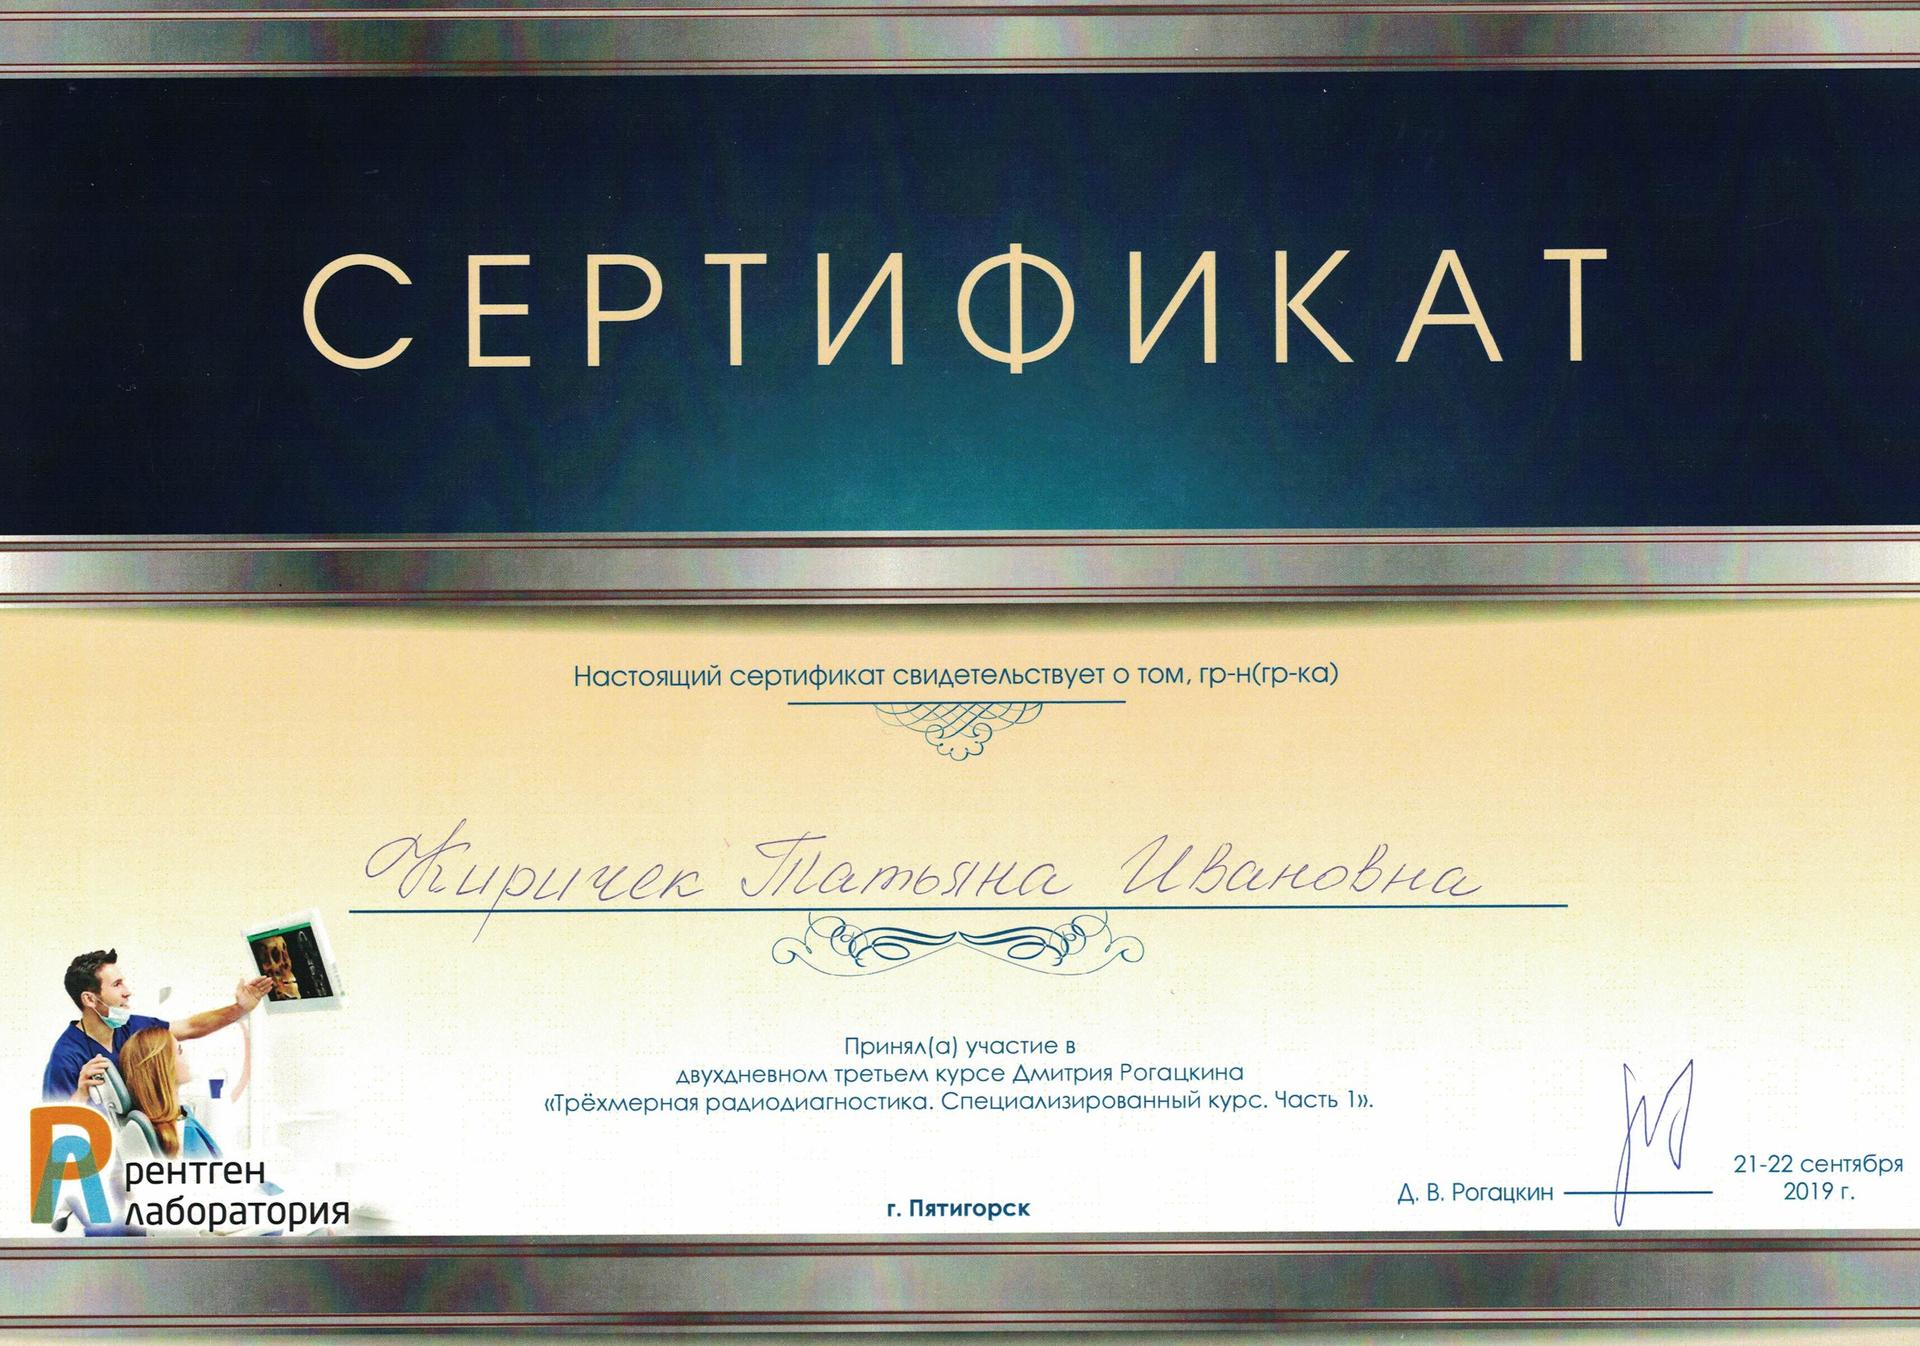 СЕРТИФИКАТ
Настоящий сертификат свидетельствует о том, гр-н(гр-ка)
Киричек Татьяна Ивановна
Принял(а) участие в
двухдневном третьем курсе Дмитрия Рогацкина
«Трёхмерная радиодиагностика. Специализированный курс. Часть 1».
рентген
лаборатория
г. Пятигорск
Д. В. Рогацкин
21-22 сентября
2019 г.